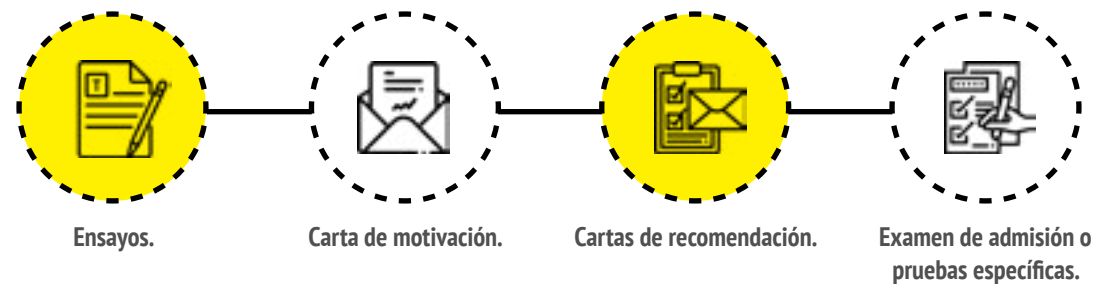 T
Ensayos.
Carta de motivación.
Cartas de recomendación.
Examen de admisión o
pruebas específicas.